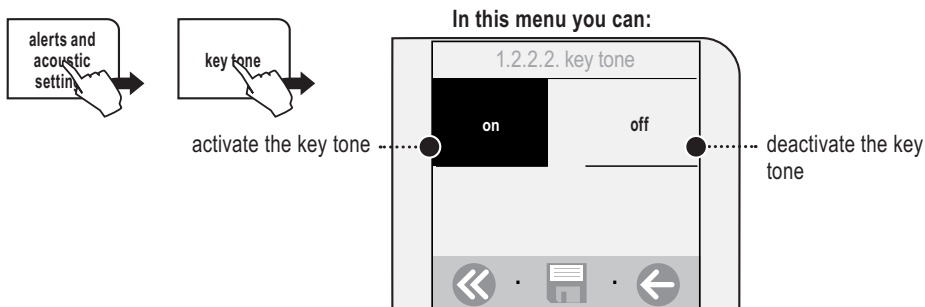 In this menu you can:
alerts and
acoustic
setting
key tone
1.2.2.2. key tone
on
off
activate the key tone
deactivate the key
tone